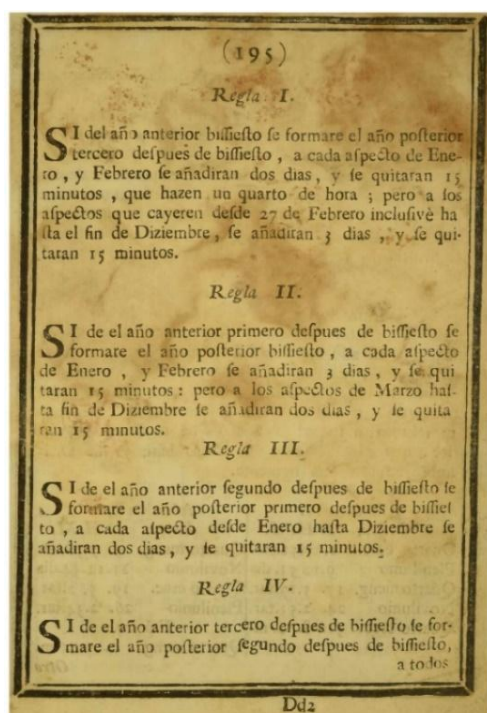 (195)
Regla I.
SI del año anterior bissiesto se formare el año posterior
tercero despues de bissiesto, a cada aspecto de Ene-
ro, y Febrero se añadiran dos dias, y se quitaran 15
minutos, que hazen un quarto de hora; pero a los
aspectos que cayeren desde 27 de Febrero inclusivè ha
sta el fin de Diziembre, se añadiran 3 dias, y se qui-
taran 15 minutos.
Regla II.
SI de el año anterior primero despues de bissiesto se
formare el año posterior bissiesto, a cada aspecto
de Enero, y Febrero se añadiran 3 dias, y se qui
taran 15 minutos: pero a los aspectos de Marzo has-
ta fin de Diziembre se añadiran dos dias, y se quita
ran 15 minutos.
Regla III.
SI de el año anterior segundo despues de bissiesto se
formare el año posterior primero despues de bissies
to, a cada aspecto desde Enero hasta Diziembre se
añadiran dos dias, y se quitaran 15 minutos.
Regla IV.
SI de el año anterior tercero despues de bissiesto se for-
mare el año posterior segundo despues de bissiesto,
a todos
Dd2